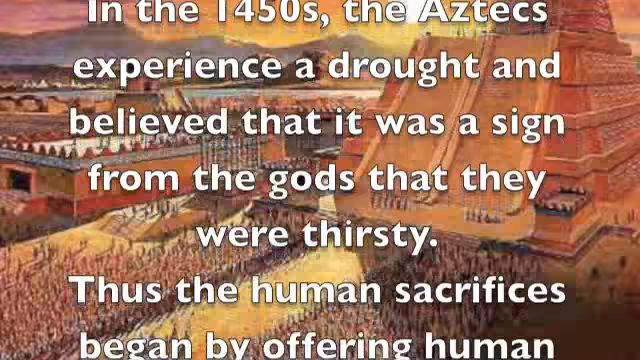 In the 1450s, the Aztecs
experience a drought and
believed that it was a sign
from the gods that they
were thirsty.
Thus the human sacrifices
began by offering human